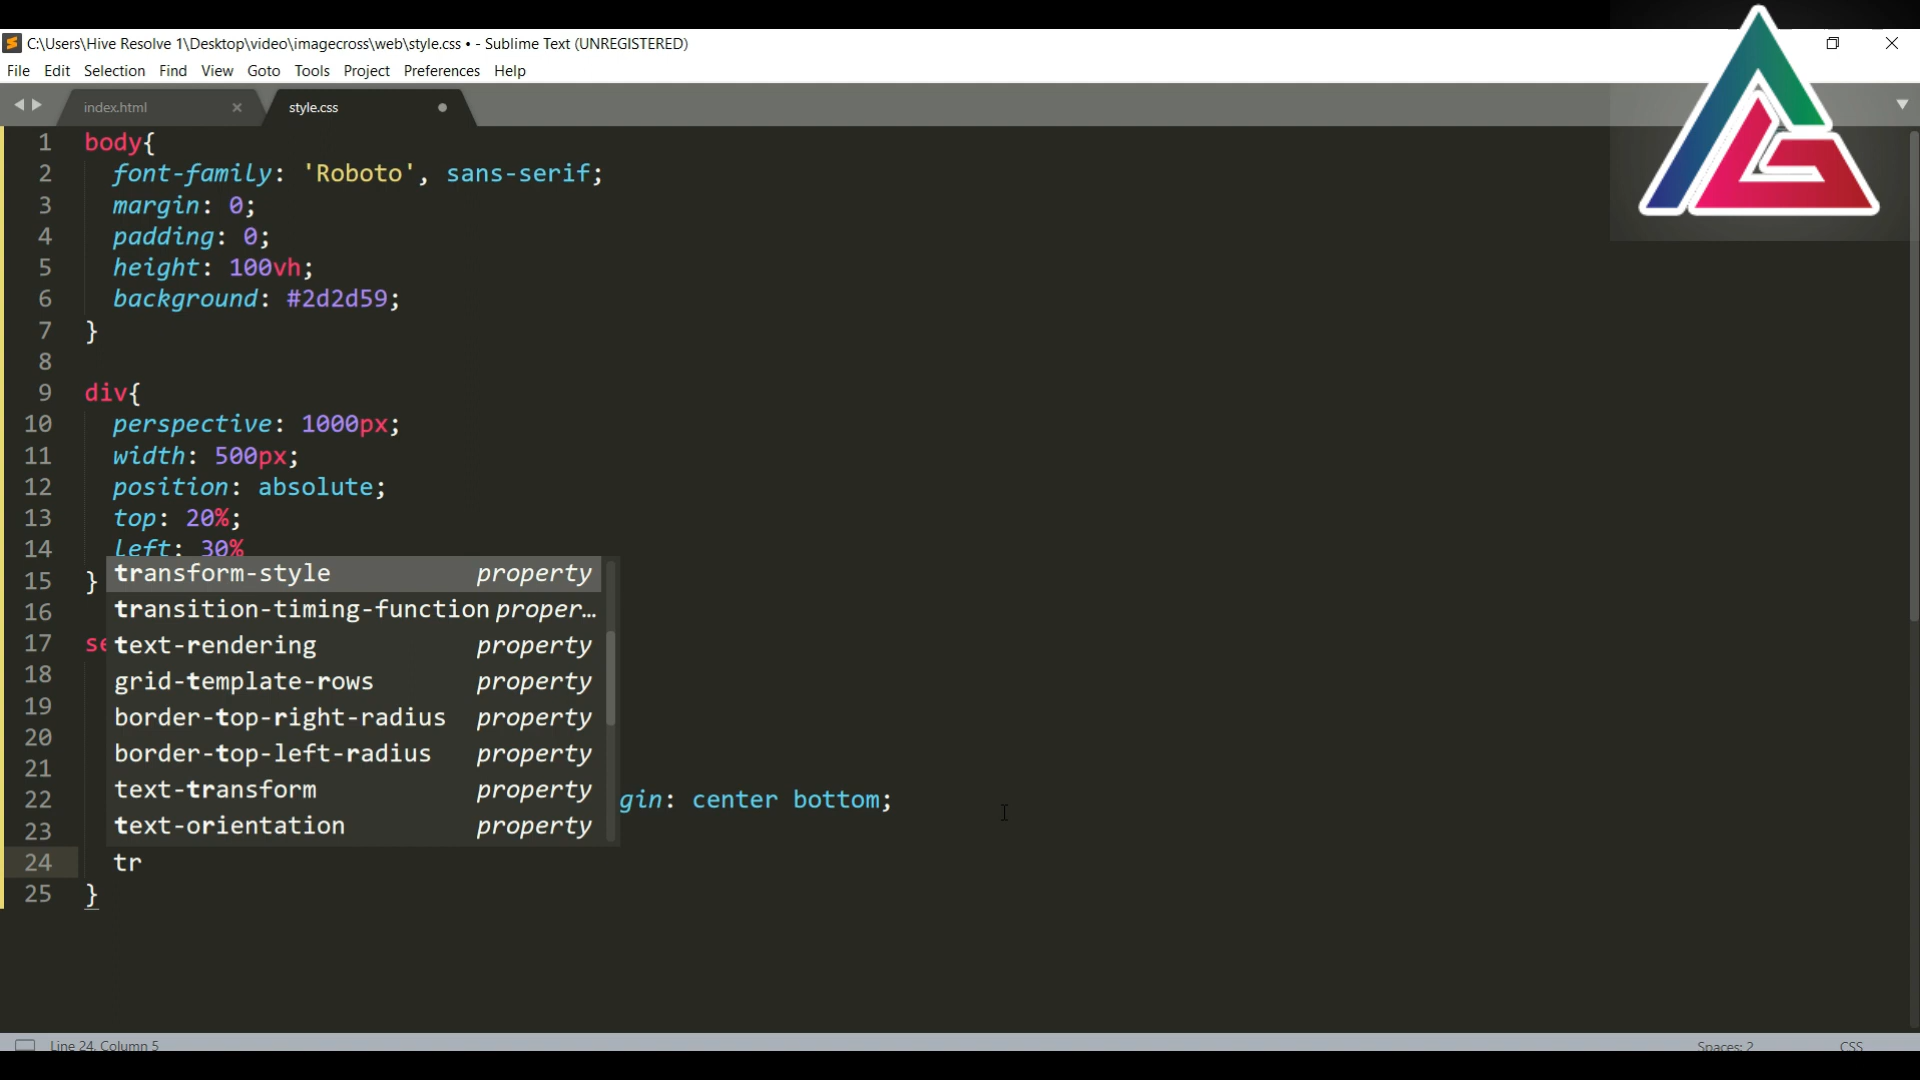 C:\Users\Hive Resolve 1\Desktop\video\imagecross\web\style.css • - Sublime Text (UNREGISTERED)
File Edit Selection Find View Goto Tools Project Preferences Help
index.html style.css
1 body{
2 font-family: 'Roboto', sans-serif;
3 margin: 0;
4 padding: 0;
5 height: 100vh;
6 background: #2d2d59;
7 }
8
9 div{
10 perspective: 1000px;
11 width: 500px;
12 position: absolute;
13 top: 20%;
14 left: 30%
15 }
transform-style property
16
transition-timing-function proper…
17 se
text-rendering property
18
grid-template-rows property
19
border-top-right-radius property
20
border-top-left-radius property
21
text-transform property
22 gin: center bottom;
text-orientation property
23
24 tr
25 }
Line 24, Column 5 Spaces: 2 CSS